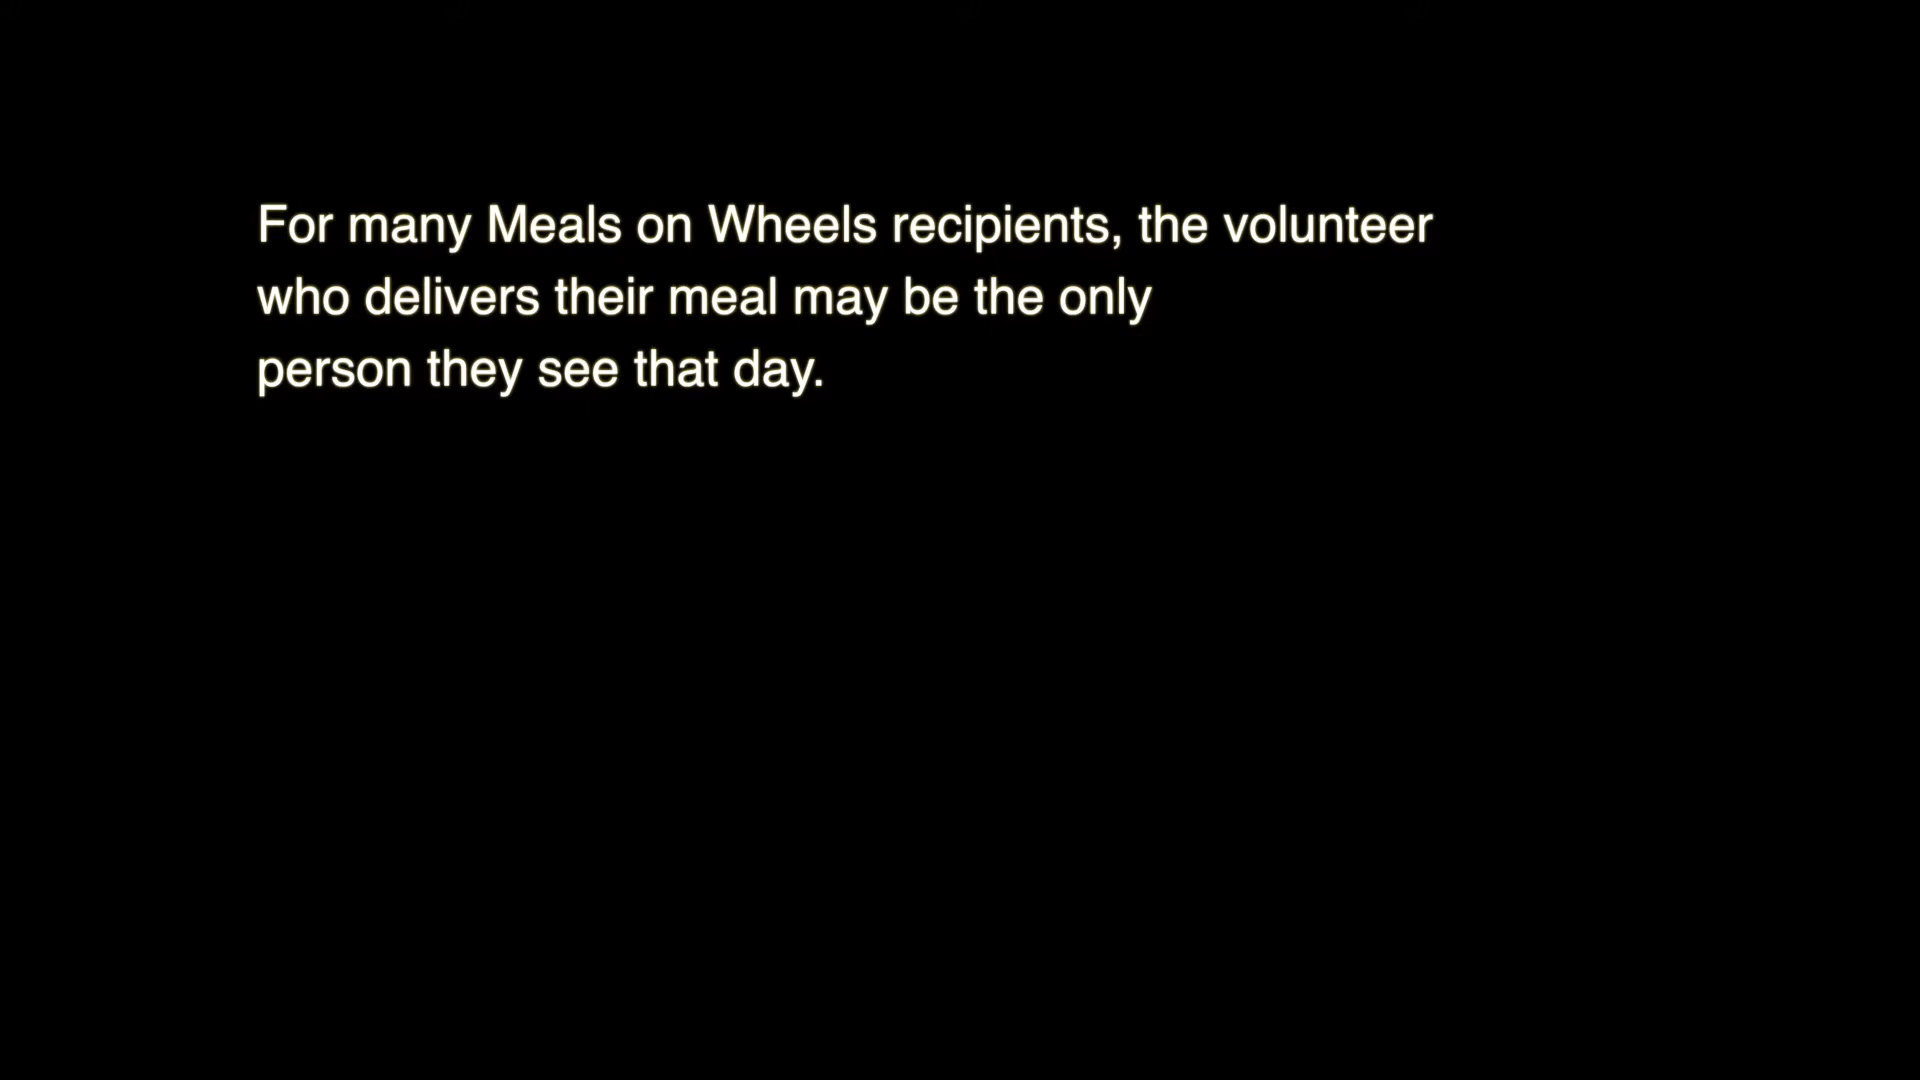 For many Meals on Wheels recipients, the volunteer
who delivers their meal may be the only
person they see that day.